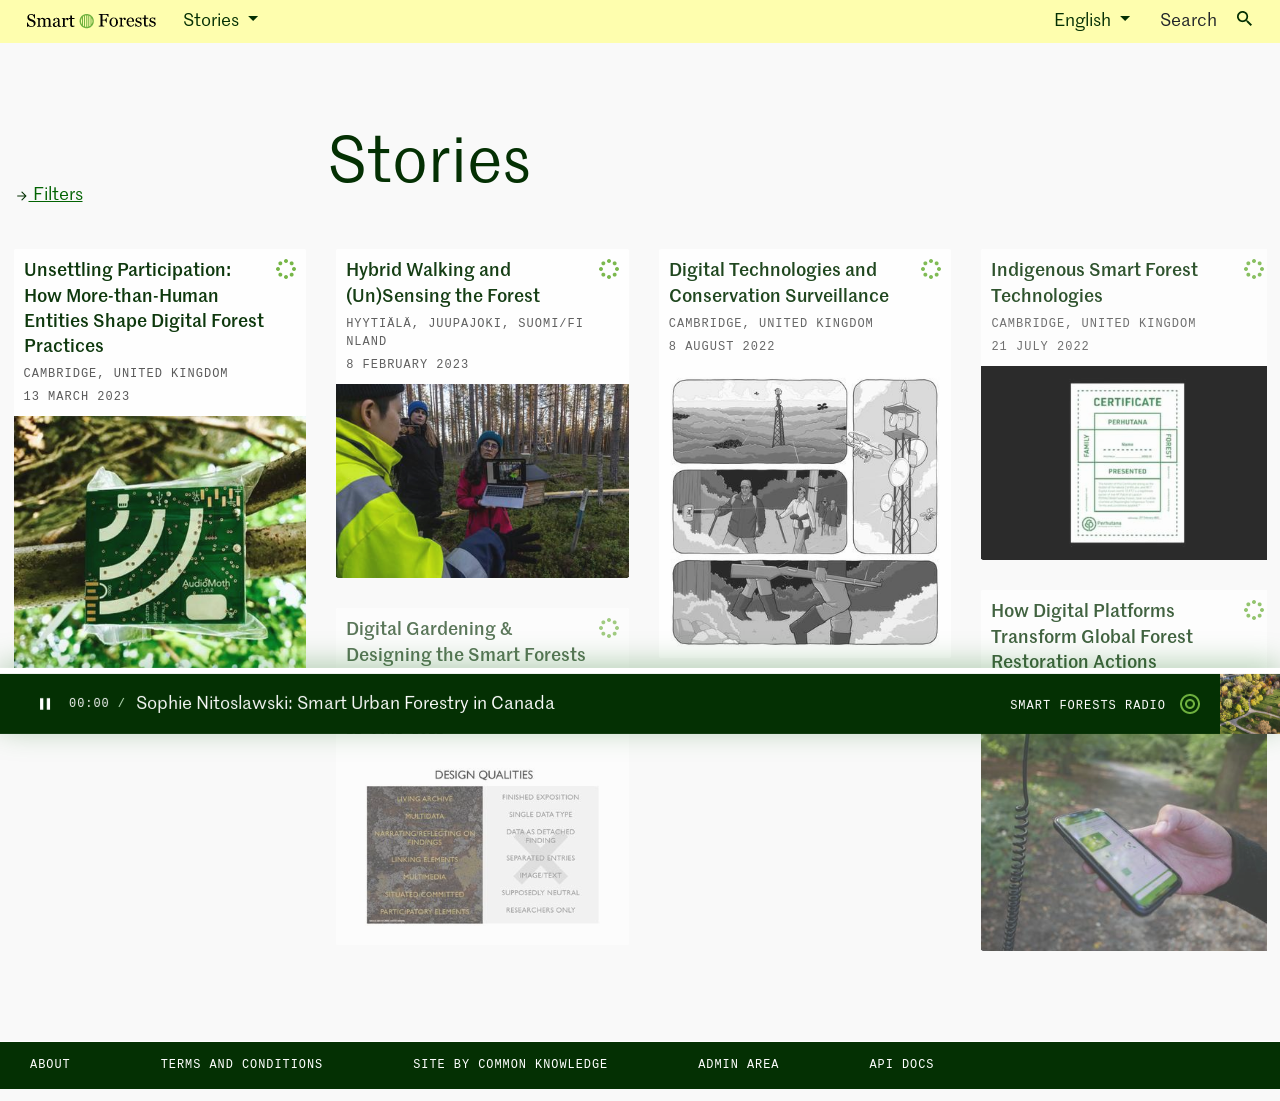 Smart Forests
Stories
English
Search
Stories
Filters
Unsettling Participation:
How More-than-Human
Entities Shape Digital Forest
Practices
CAMBRIDGE, UNITED KINGDOM
13 MARCH 2023
AudioMoth
Hybrid Walking and
(Un)Sensing the Forest
HYYTIÄLÄ, JUUPAJOKI, SUOMI/FI
NLAND
8 FEBRUARY 2023
Digital Gardening &
Designing the Smart Forests
Digital Technologies and
Conservation Surveillance
CAMBRIDGE, UNITED KINGDOM
8 AUGUST 2022
Indigenous Smart Forest
Technologies
CAMBRIDGE, UNITED KINGDOM
21 JULY 2022
CERTIFICATE
PERHUTANA
FAMILY
Name
FOREST
PRESENTED
Perhutana
How Digital Platforms
Transform Global Forest
Restoration Actions
00:00 /
Sophie Nitoslawski: Smart Urban Forestry in Canada
SMART FORESTS RADIO
DESIGN QUALITIES
LIVING ARCHIVE
MULTIDATA
NARRATING/REFLECTING ON
FINDINGS
LINKING ELEMENTS
MULTIMEDIA
SITUATED/COMMITTED
PARTICIPATORY ELEMENTS
FINISHED EXPOSITION
SINGLE DATA TYPE
DATA AS DETACHED
FINDING
SEPARATED ENTRIES
IMAGE/TEXT
SUPPOSEDLY NEUTRAL
RESEARCHERS ONLY
ABOUT
TERMS AND CONDITIONS
SITE BY COMMON KNOWLEDGE
ADMIN AREA
API DOCS